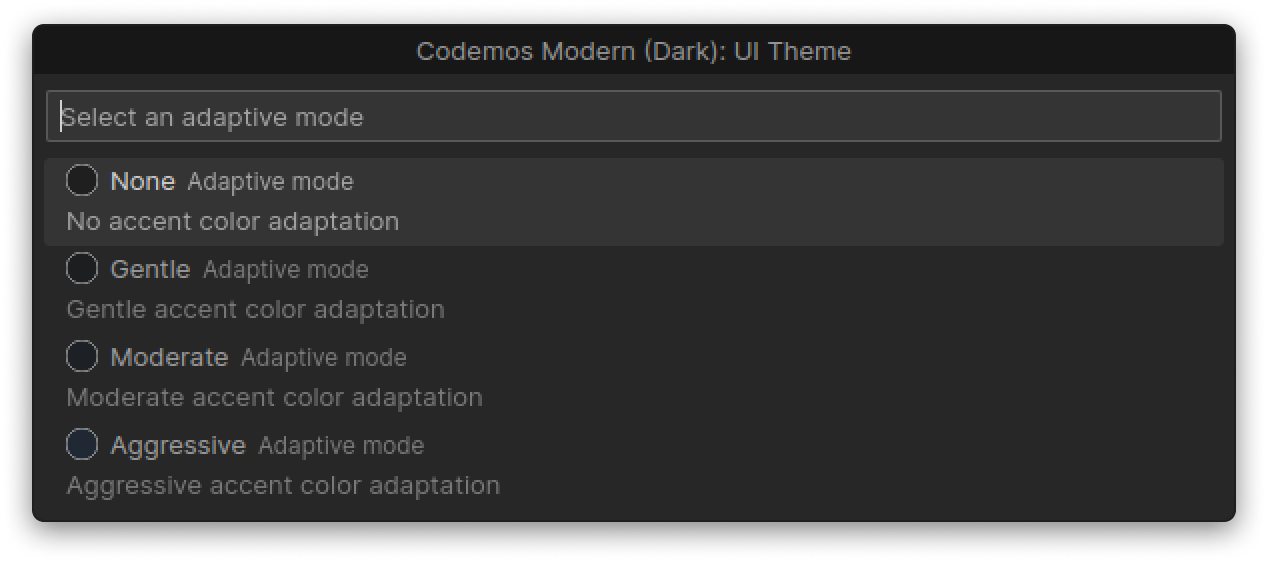 Codemos Modern (Dark): UI Theme
Select an adaptive mode
None Adaptive mode
No accent color adaptation
Gentle Adaptive mode
Gentle accent color adaptation
Moderate Adaptive mode
Moderate accent color adaptation
Aggressive Adaptive mode
Aggressive accent color adaptation